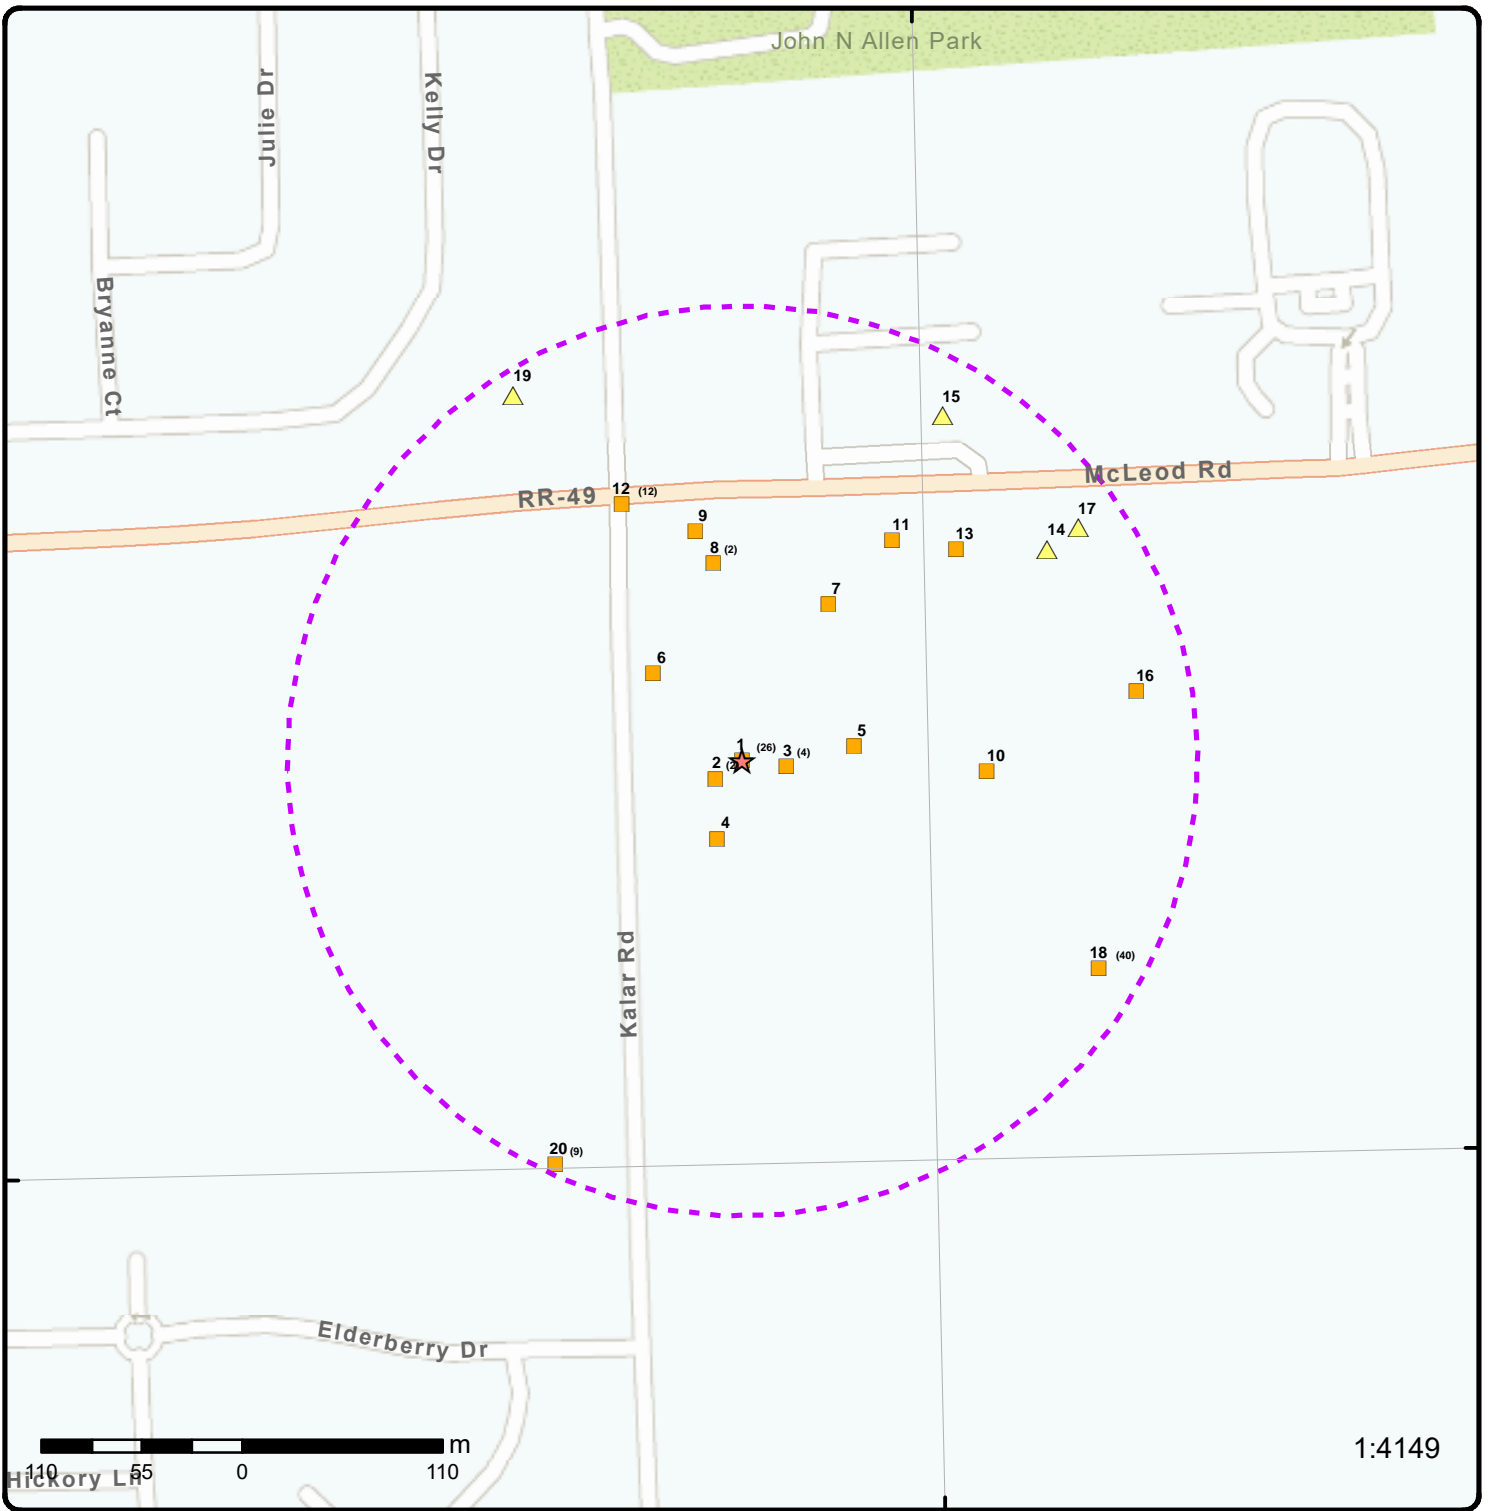 John N Allen Park
Julie Dr
Kelly Dr
Bryanne Ct
19
15
McLeod Rd
RR-49
12 (12)
9
8 (2)
11
13
14
17
7
6
16
1 (26)
2 (2)
3 (4)
5
10
4
18 (40)
Kalar Rd
20 (9)
Elderberry Dr
m
1:4149
110 55 0 110
Hickory Ln